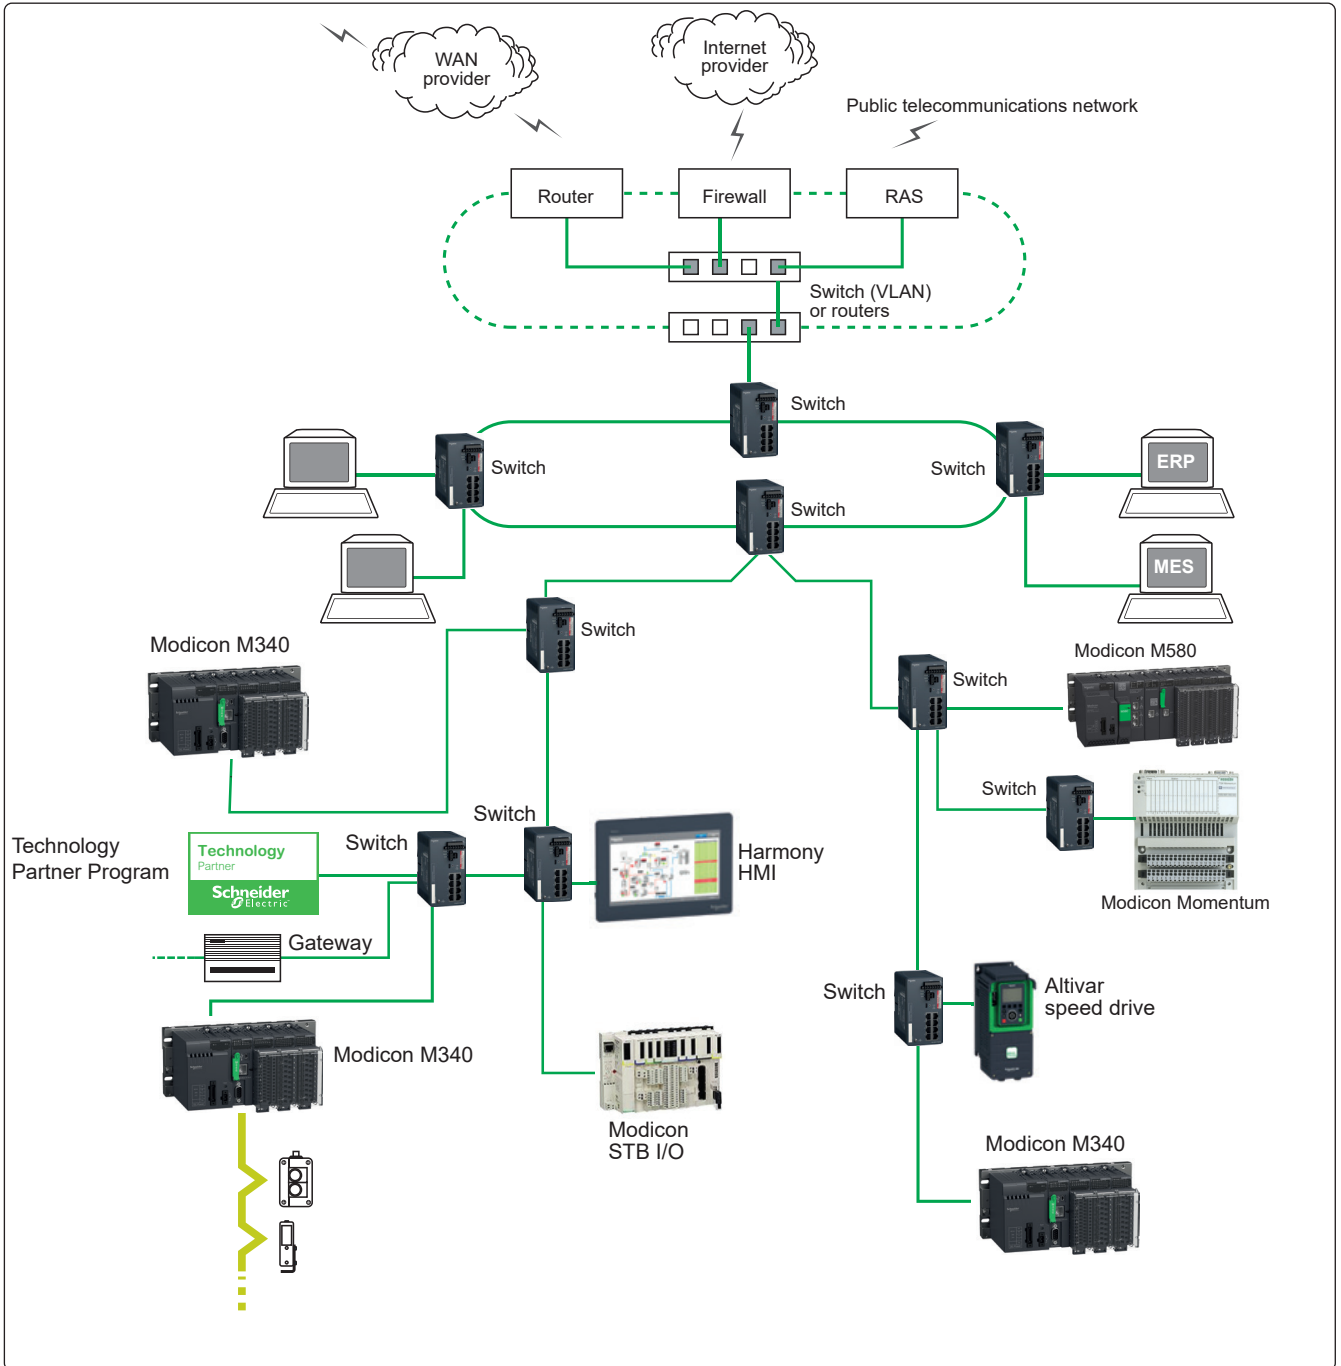 WAN
provider
Internet
provider
Public telecommunications network
Router
Firewall
RAS
Switch (VLAN)
or routers
Switch
Switch
Switch
ERP
Switch
MES
Switch
Modicon M340
Modicon M580
Switch
Switch
Switch
Switch
Technology
Partner Program
Technology
Partner
Schneider
Electric
Harmony
HMI
Modicon Momentum
Gateway
Switch
Altivar
speed drive
Modicon M340
Modicon
STB I/O
Modicon M340